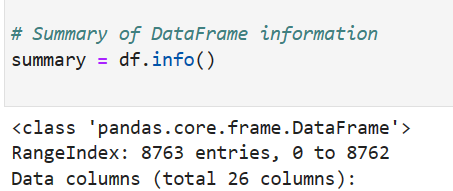 # Summary of DataFrame information
summary = df.info()
<class 'pandas.core.frame.DataFrame'>
RangeIndex: 8763 entries, 0 to 8762
Data columns (total 26 columns):